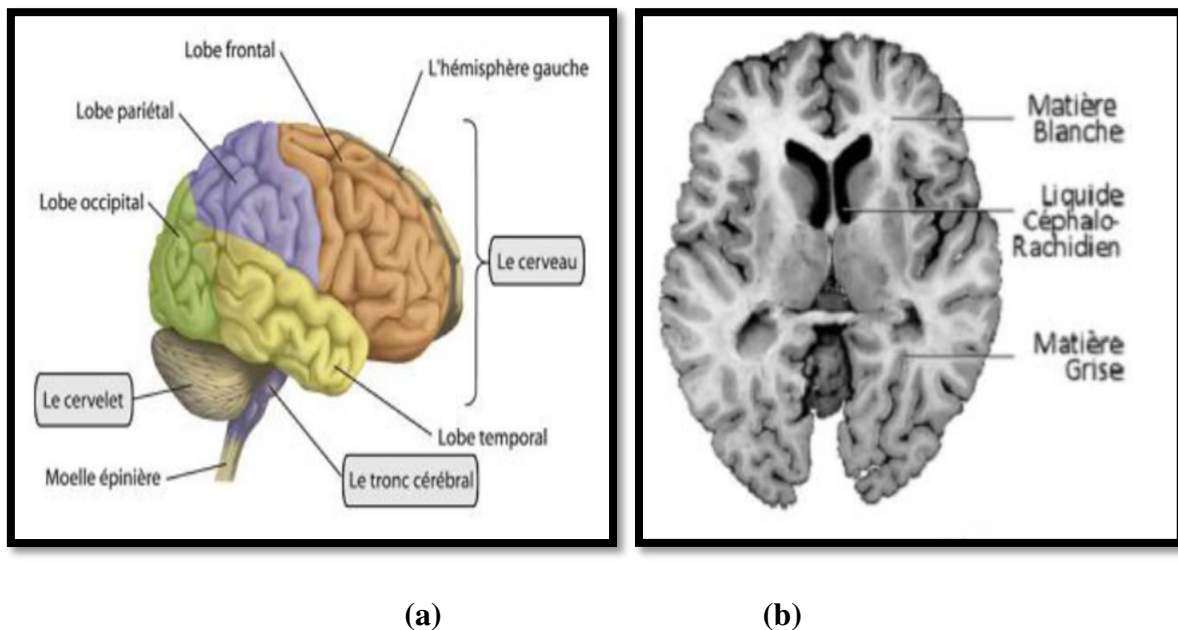 Lobe frontal
L'hémisphère gauche
Lobe pariétal
Lobe occipital
Le cerveau
Le cervelet
Lobe temporal
Moelle épinière
Le tronc cérébral
Matière
Blanche
Liquide
Céphalo-
Rachidien
Matière
Grise
(a)
(b)